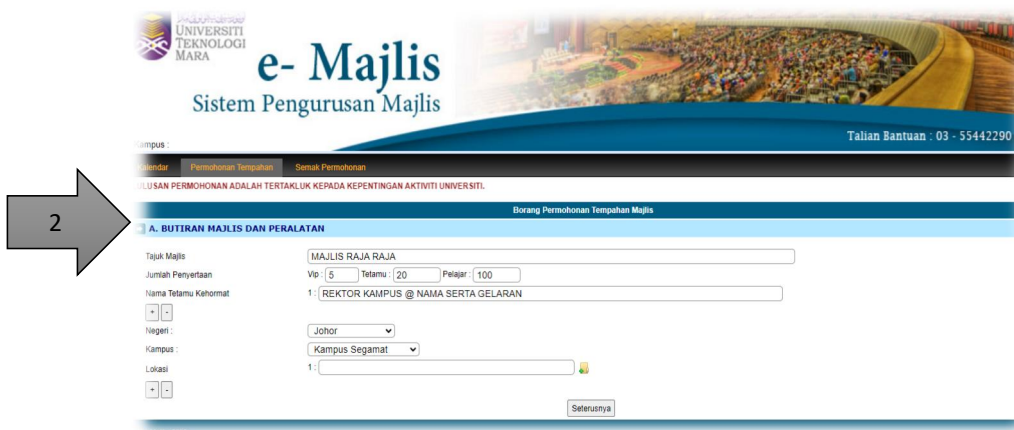 UNIVERSITI
TEKNOLOGI
MARA
e- Majlis
Sistem Pengurusan Majlis
Talian Bantuan : 03 - 55442290
Kampus :
Kalendar Permohonan Tempahan Semak Permohonan
PERMOHONAN ADALAH TERTAKLUK KEPADA KEPENTINGAN AKTIVITI UNIVERSITI.
2
Borang Permohonan Tempahan Majlis
A. BUTIRAN MAJLIS DAN PERALATAN
Tajuk Majlis MAJLIS RAJA RAJA
Jumlah Penyertaan Vip : 5 Tetamu : 20 Pelajar : 100
Nama Tetamu Kehormat 1 : REKTOR KAMPUS @ NAMA SERTA GELARAN
+ -
Negeri : Johor
Kampus : Kampus Segamat
Lokasi 1 :
+ -
Seterusnya